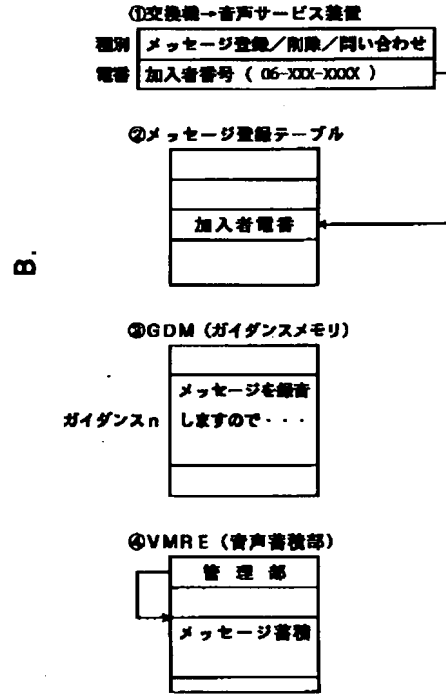 ①交換機→音声サービス装置
種別 メッセージ登録／削除／問い合わせ
電番 加入者番号（06-XXX-XXXX）
②メッセージ登録テーブル
加入者電番
B.
③GDM（ガイダンスメモリ）
メッセージを録音
ガイダンスn しますので・・・
④VMRE（音声蓄積部）
管理部
メッセージ蓄積